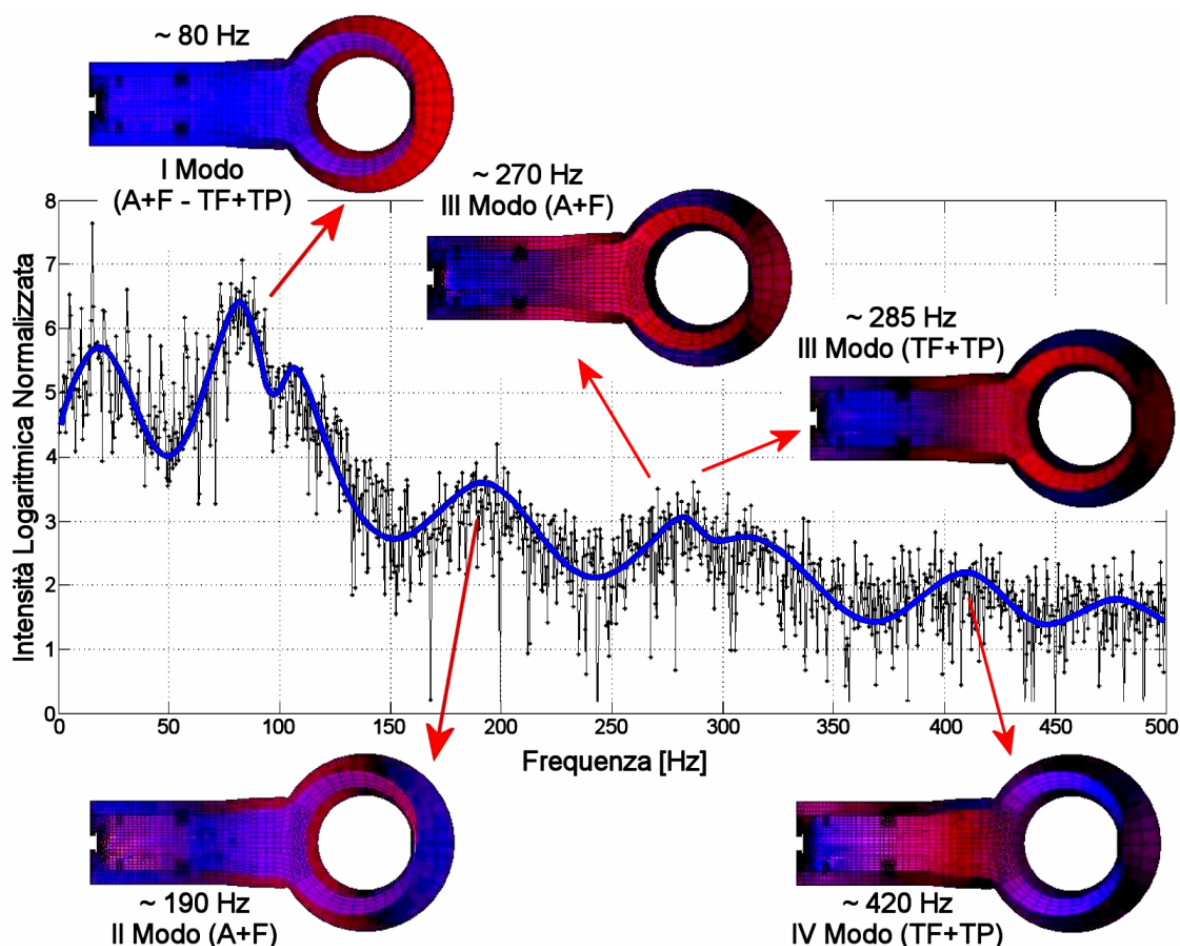 ~ 80 Hz
I Modo
(A+F - TF+TP)
~ 270 Hz
III Modo (A+F)
~ 285 Hz
III Modo (TF+TP)
Intensità Logaritmica Normalizzata
8
7
6
5
4
3
2
1
0
0 50 100 150 200 250 300 350 400 450 500
Frequenza [Hz]
~ 190 Hz
II Modo (A+F)
~ 420 Hz
IV Modo (TF+TP)